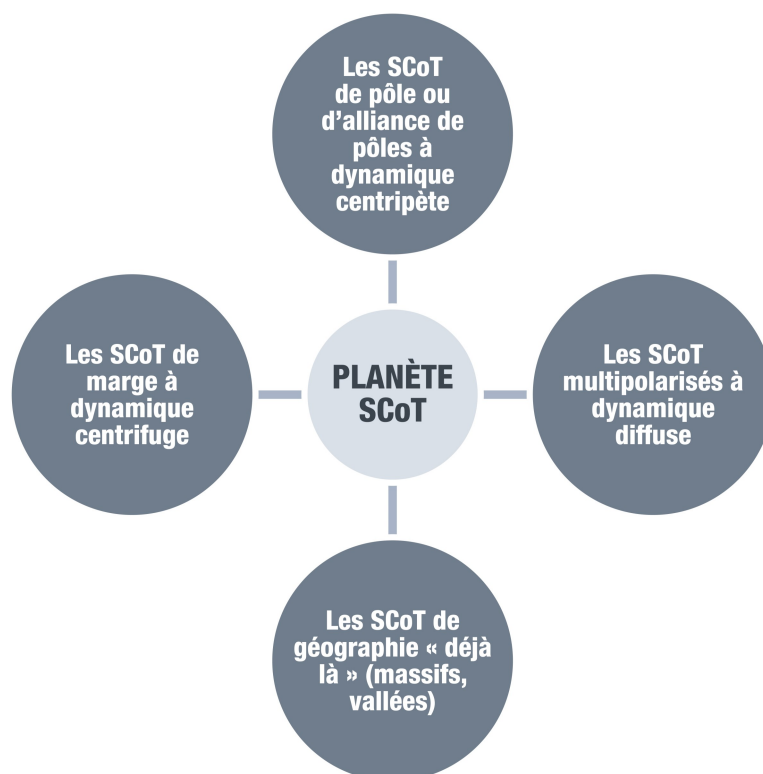 Les SCoT
de pôle ou
d'alliance de
pôles à
dynamique
centripète
Les SCoT de
marge à
dynamique
centrifuge
PLANÈTE
SCoT
Les SCoT
multipolarisés à
dynamique
diffuse
Les SCoT de
géographie « déjà
là » (massifs,
vallées)